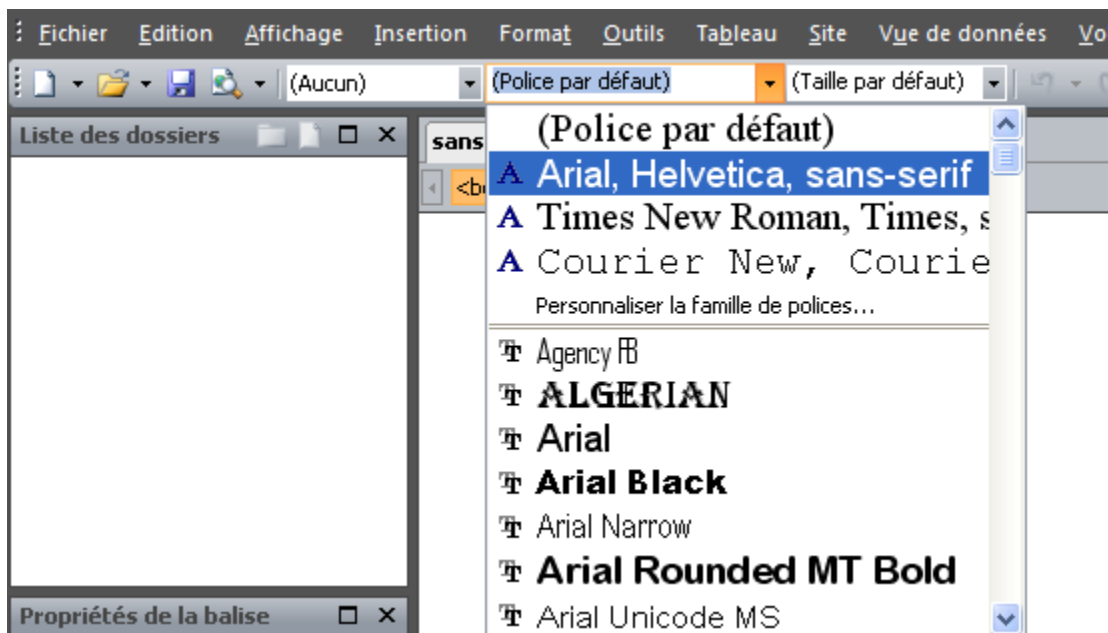 Fichier Edition Affichage Insertion Format Outils Tableau Site Vue de données Vo
(Aucun) (Police par défaut) (Taille par défaut)
Liste des dossiers
sans
<b
(Police par défaut)
Arial, Helvetica, sans-serif
Times New Roman, Times, s
Courier New, Courie
Personnaliser la famille de polices...
Agency FB
ALGERIAN
Arial
Arial Black
Arial Narrow
Arial Rounded MT Bold
Arial Unicode MS
Propriétés de la balise